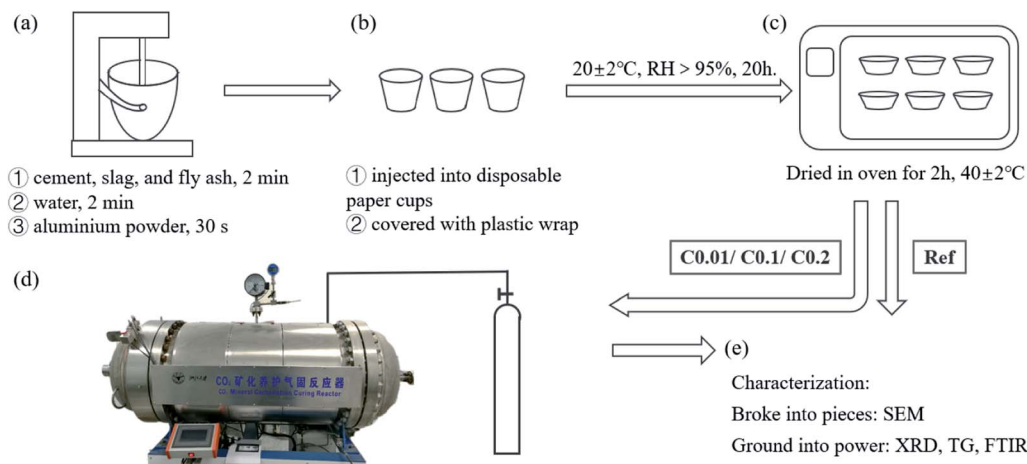 (a)
① cement, slag, and fly ash, 2 min
② water, 2 min
③ aluminium powder, 30 s
(b)
① injected into disposable
paper cups
② covered with plastic wrap
20±2°C, RH > 95%, 20h.
(c)
Dried in oven for 2h, 40±2°C
C0.01/ C0.1/ C0.2
Ref
(d)
CO₂ 矿化养护气固反应器
CO₂ Mineral Carbonation Curing Reactor
(e)
Characterization:
Broke into pieces: SEM
Ground into power: XRD, TG, FTIR